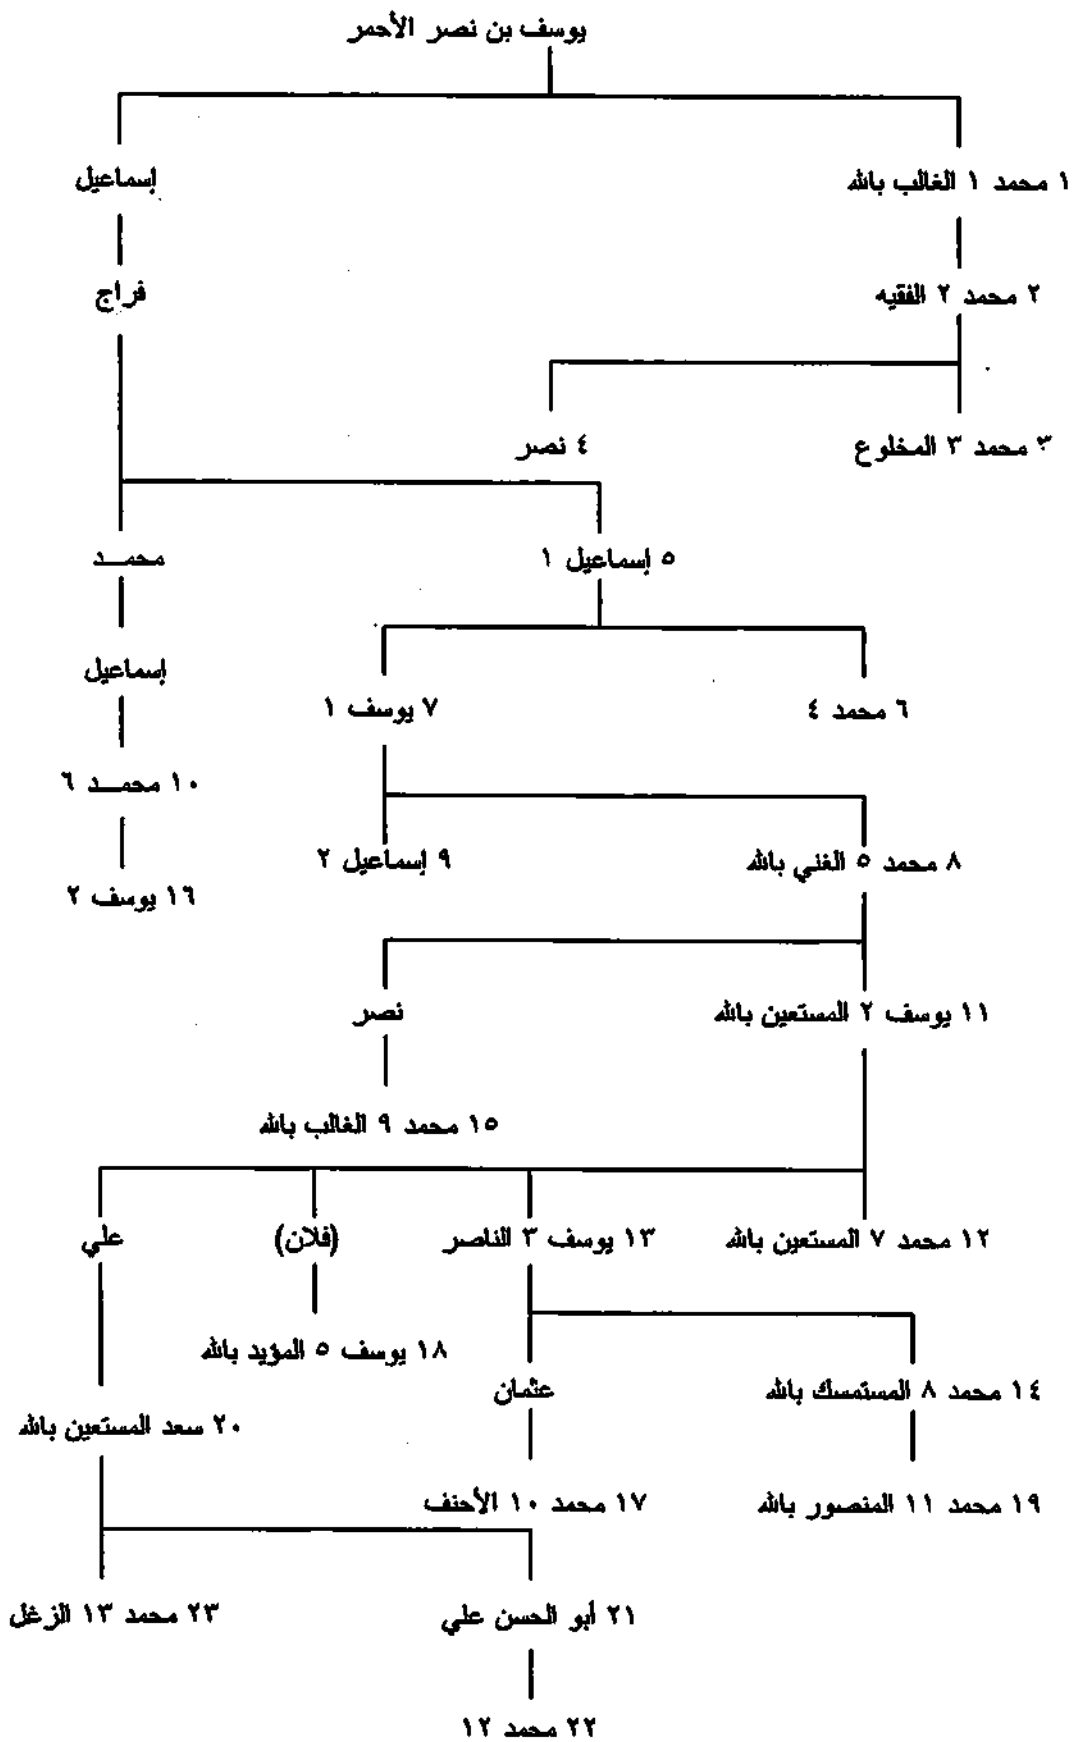 يوسف بن نصر الأحمر
١ محمد ١ الغالب بالله
إسماعيل
٢ محمد ٢ الفقيه
فراج
٣ محمد ٣ المخلوع
٤ نصر
٥ إسماعيل ١
محمــد
إسماعيل
٦ محمد ٤
٧ يوسف ١
١٠ محمــد ٦
٨ محمد ٥ الغني بالله
٩ إسماعيل ٢
١٦ يوسف ٢
١١ يوسف ٢ المستعين بالله
نصر
١٥ محمد ٩ الغالب بالله
١٢ محمد ٧ المستعين بالله
١٣ يوسف ٣ الناصر
(فلان)
علي
١٨ يوسف ٥ المؤيد بالله
١٤ محمد ٨ المستمسك بالله
عثمان
٢٠ سعد المستعين بالله
١٩ محمد ١١ المنصور بالله
١٧ محمد ١٠ الأحنف
٢١ أبو الحسن علي
٢٣ محمد ١٣ الزغل
٢٢ محمد ١٢